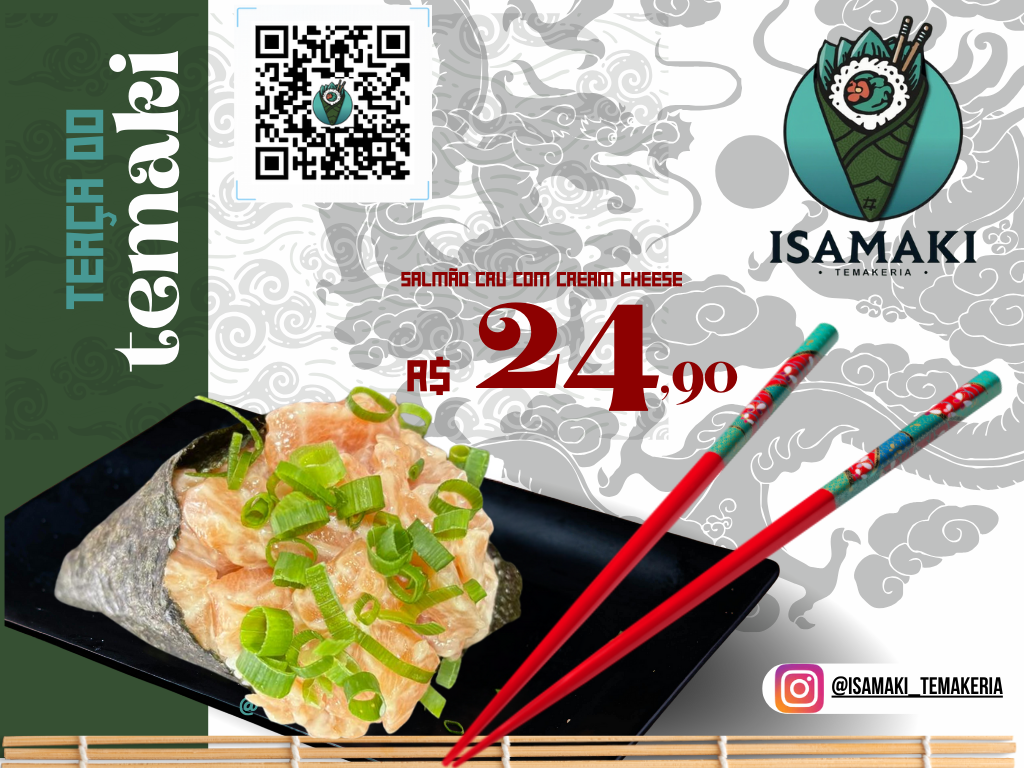 TERÇA DO
temaki
ISAMAKI
• TEMAKERIA •
SALMÃO CRU COM CREAM CHEESE
R$ 24,90
@ISAMAKI_TEMAKERIA
@